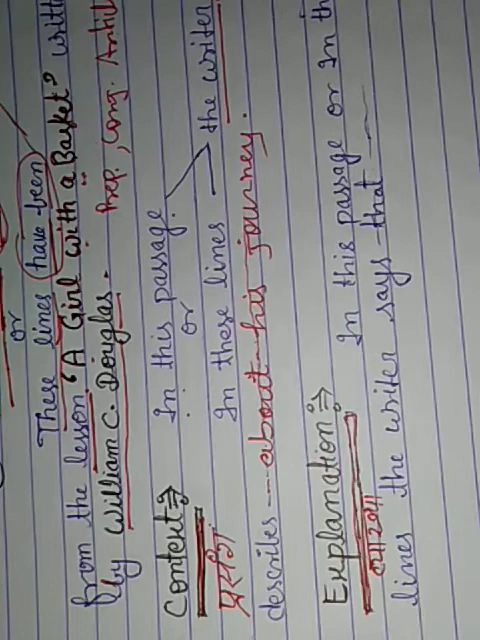 or
These lines have been
from the lesson "A Girl with a Basket" writt
by William C. Douglas. Prep, Conj.
Context⇒ In this passage
or the writer
प्रसंग In these lines
describes --- about his journey.
Explanation⇒ In this passage or In th
व्याख्या
lines the writer says that